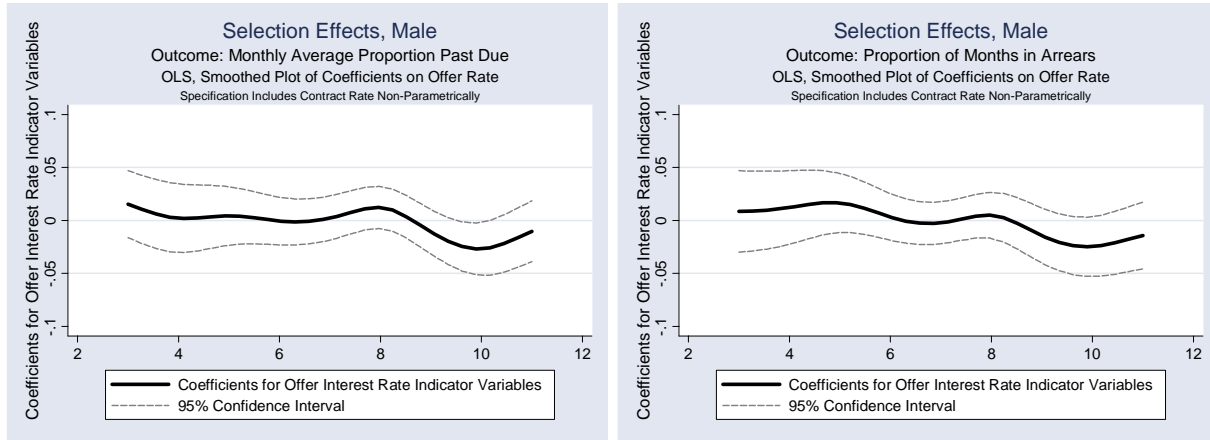 Selection Effects, Male
Outcome: Monthly Average Proportion Past Due
OLS, Smoothed Plot of Coefficients on Offer Rate
Specification Includes Contract Rate Non-Parametrically
Coefficients for Offer Interest Rate Indicator Variables
.1
.05
0
-.05
-.1
2 4 6 8 10 12
Coefficients for Offer Interest Rate Indicator Variables
95% Confidence Interval
Selection Effects, Male
Outcome: Proportion of Months in Arrears
OLS, Smoothed Plot of Coefficients on Offer Rate
Specification Includes Contract Rate Non-Parametrically
Coefficients for Offer Interest Rate Indicator Variables
.1
.05
0
-.05
-.1
2 4 6 8 10 12
Coefficients for Offer Interest Rate Indicator Variables
95% Confidence Interval